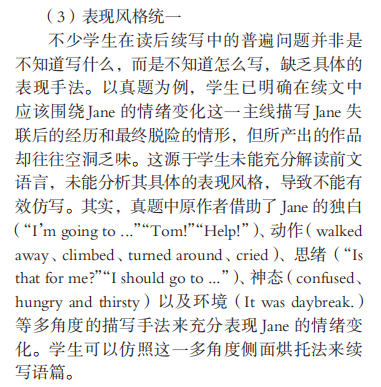 （3）表现风格统一
不少学生在读后续写中的普遍问题并非是
不知道写什么，而是不知道怎么写，缺乏具体的
表现手法。以真题为例，学生已明确在续文中
应该围绕Jane的情绪变化这一主线描写Jane失
联后的经历和最终脱险的情形，但所产出的作品
却往往空洞乏味。这源于学生未能充分解读前文
语言，未能分析其具体的表现风格，导致不能有
效仿写。其实，真题中原作者借助了Jane的独白
（“I’m going to ...”“Tom!”“Help!”）、动作（walked
away、climbed、turned around、cried）、思绪（“Is
that for me?”“I should go to ...”）、神态（confused、
hungry and thirsty）以及环境（It was daybreak.）
等多角度的描写手法来充分表现Jane的情绪变
化。学生可以仿照这一多角度侧面烘托法来续
写语篇。